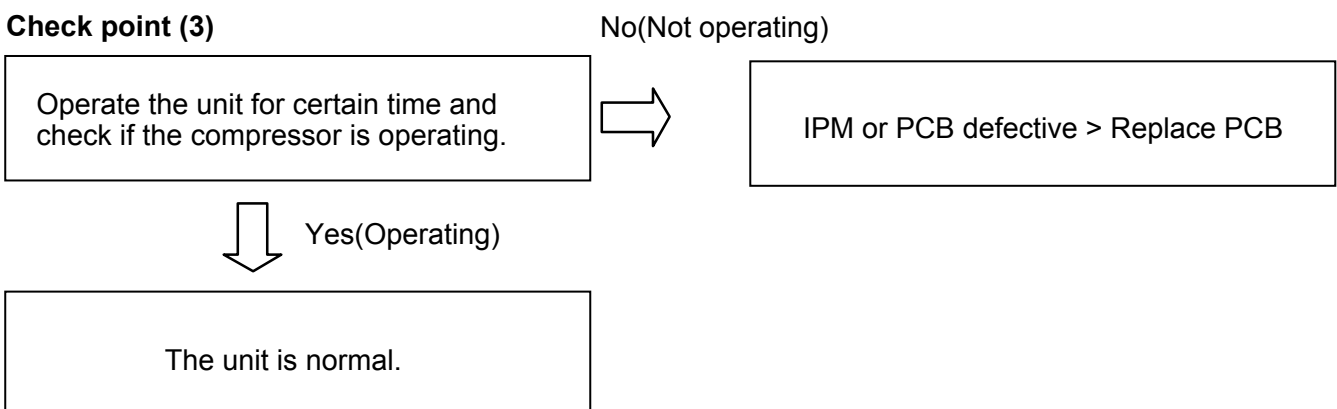 Check point (3)
No(Not operating)
Operate the unit for certain time and
check if the compressor is operating.
IPM or PCB defective > Replace PCB
Yes(Operating)
The unit is normal.